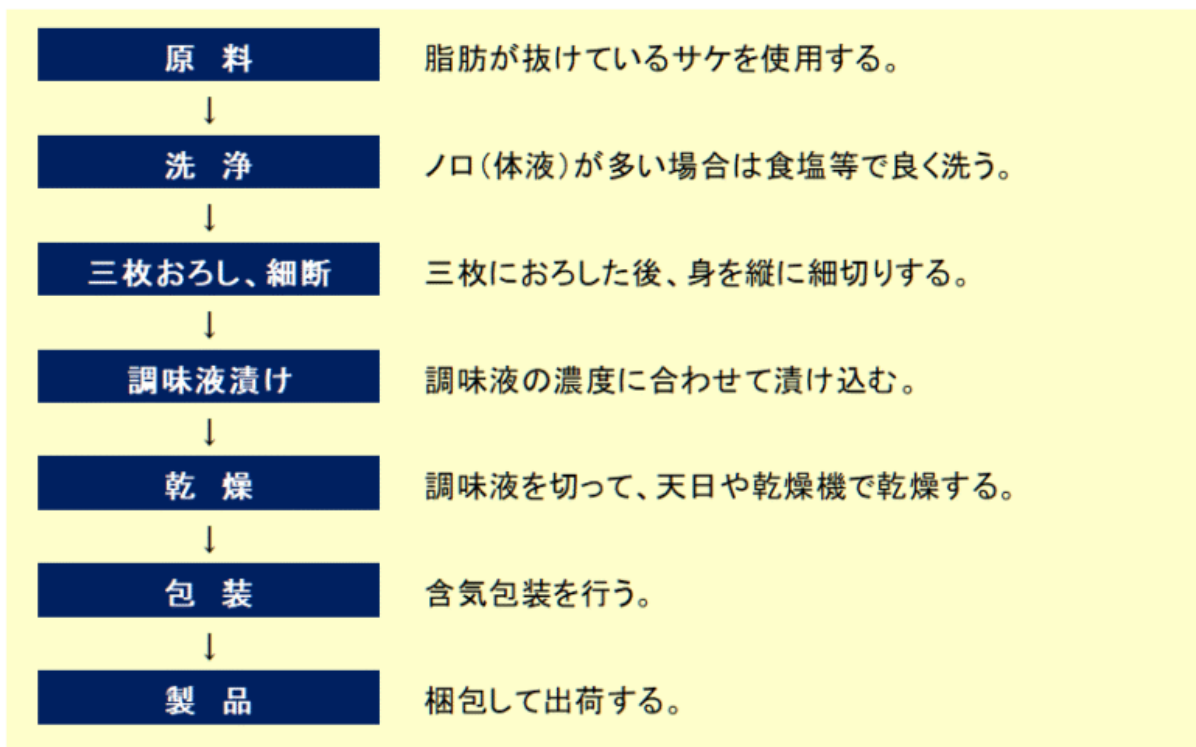 原 料 脂肪が抜けているサケを使用する。
↓
洗 浄 ノロ(体液)が多い場合は食塩等で良く洗う。
↓
三枚おろし、細断 三枚におろした後、身を縦に細切りする。
↓
調味液漬け 調味液の濃度に合わせて漬け込む。
↓
乾 燥 調味液を切って、天日や乾燥機で乾燥する。
↓
包 装 含気包装を行う。
↓
製 品 梱包して出荷する。